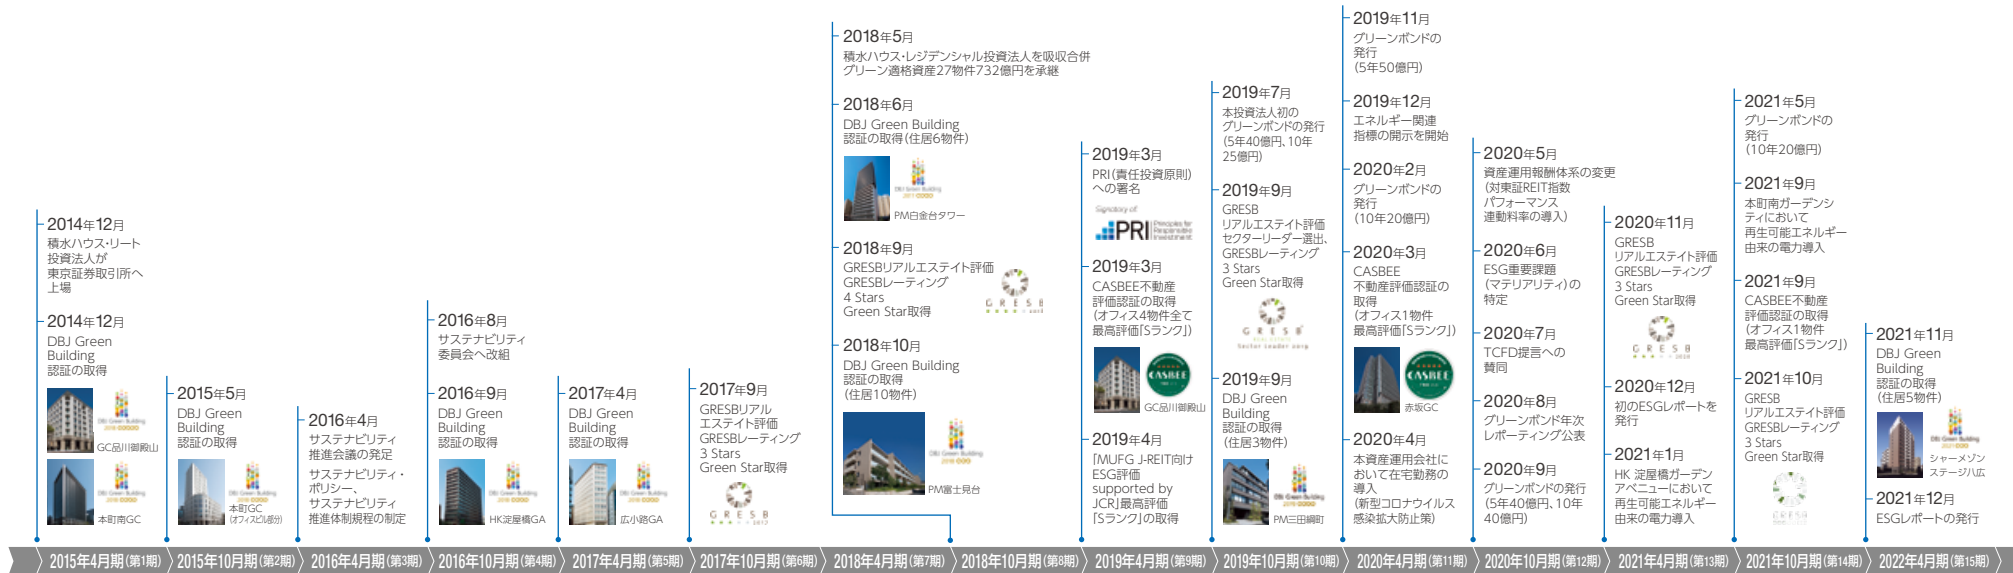 2014年12月
積水ハウス・リート
投資法人が
東京証券取引所へ
上場
2014年12月
DBJ Green
Building
認証の取得
GC品川御殿山
本町南GC
2015年5月
DBJ Green
Building
認証の取得
本町GC
(オフィスビル部分)
2016年4月
サステナビリティ
推進会議の発足
サステナビリティ・
ポリシー、
サステナビリティ
推進体制規程の制定
2016年8月
サステナビリティ
委員会へ改組
2016年9月
DBJ Green
Building
認証の取得
HK淀屋橋GA
2017年4月
DBJ Green
Building
認証の取得
広小路GA
2017年9月
GRESBリアル
エステイト評価
GRESBレーティング
3 Stars
Green Star取得
GRESB
2017
2018年5月
積水ハウス・レジデンシャル投資法人を吸収合併
グリーン適格資産27物件732億円を承継
2018年6月
DBJ Green Building
認証の取得(住居6物件)
DBJ Green Building
PM白金台タワー
2018年9月
GRESBリアルエステイト評価
GRESBレーティング
4 Stars
Green Star取得
GRESB
2018年10月
DBJ Green Building
認証の取得
(住居10物件)
DBJ Green Building
PM富士見台
2019年3月
PRI(責任投資原則)
への署名
Signatory of:
PRI Principles for
Responsible
Investment
2019年3月
CASBEE不動産
評価認証の取得
(オフィス4物件全て
最高評価「Sランク」)
CASBEE
GC品川御殿山
2019年4月
「MUFG J-REIT向け
ESG評価
supported by
JCR」最高評価
「Sランク」の取得
2019年7月
本投資法人初の
グリーンボンドの発行
(5年40億円、10年
25億円)
2019年9月
GRESB
リアルエステイト評価
セクターリーダー選出、
GRESBレーティング
3 Stars
Green Star取得
GRESB
2019年9月
DBJ Green
Building
認証の取得
(住居3物件)
PM三田綱町
2019年11月
グリーンボンドの
発行
(5年50億円)
2019年12月
エネルギー関連
指標の開示を開始
2020年2月
グリーンボンドの
発行
(10年20億円)
2020年3月
CASBEE
不動産評価認証の
取得
(オフィス1物件
最高評価「Sランク」)
CASBEE
赤坂GC
2020年4月
本資産運用会社に
おいて在宅勤務の
導入
(新型コロナウイルス
感染拡大防止策)
2020年5月
資産運用報酬体系の変更
(対東証REIT指数
パフォーマンス
連動料率の導入)
2020年6月
ESG重要課題
(マテリアリティ)の
特定
2020年7月
TCFD提言への
賛同
2020年8月
グリーンボンド年次
レポーティング公表
2020年9月
グリーンボンドの発行
(5年40億円、10年
40億円)
2020年11月
GRESB
リアルエステイト評価
GRESBレーティング
3 Stars
Green Star取得
GRESB
2020年12月
初のESGレポートを
発行
2021年1月
HK 淀屋橋ガーデン
アベニューにおいて
再生可能エネルギー
由来の電力導入
2021年5月
グリーンボンドの
発行
(10年20億円)
2021年9月
本町南ガーデンシ
ティにおいて
再生可能エネルギー
由来の電力導入
2021年9月
CASBEE不動産
評価認証の取得
(オフィス1物件
最高評価「Sランク」)
2021年10月
GRESB
リアルエステイト評価
GRESBレーティング
3 Stars
Green Star取得
2021年11月
DBJ Green
Building
認証の取得
(住居5物件)
シャーメゾン
ステージ八広
2021年12月
ESGレポートの発行
2015年4月期(第1期)
2015年10月期(第2期)
2016年4月期(第3期)
2016年10月期(第4期)
2017年4月期(第5期)
2017年10月期(第6期)
2018年4月期(第7期)
2018年10月期(第8期)
2019年4月期(第9期)
2019年10月期(第10期)
2020年4月期(第11期)
2020年10月期(第12期)
2021年4月期(第13期)
2021年10月期(第14期)
2022年4月期(第15期)